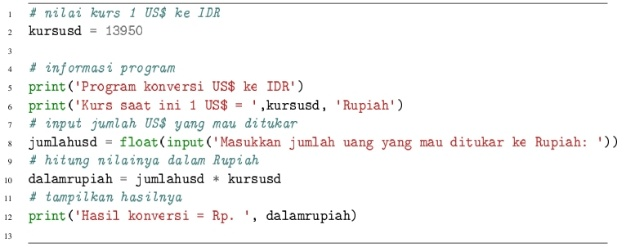 1 # nilai kurs 1 US$ ke IDR
2 kursusd = 13950
3
4 # informasi program
5 print('Program konversi US$ ke IDR')
6 print('Kurs saat ini 1 US$ = ',kursusd, 'Rupiah')
7 # input jumlah US$ yang mau ditukar
8 jumlahusd = float(input('Masukkan jumlah uang yang mau ditukar ke Rupiah: '))
9 # hitung nilainya dalam Rupiah
10 dalamrupiah = jumlahusd * kursusd
11 # tampilkan hasilnya
12 print('Hasil konversi = Rp. ', dalamrupiah)
13